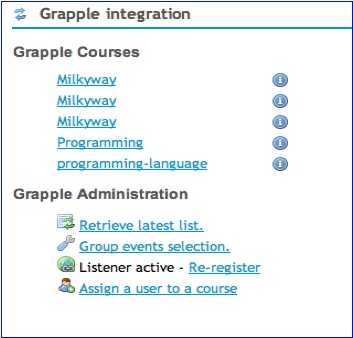 Grapple integration
Grapple Courses
Milkyway
Milkyway
Milkyway
Programming
programming-language
Grapple Administration
Retrieve latest list.
Group events selection.
Listener active - Re-register
Assign a user to a course